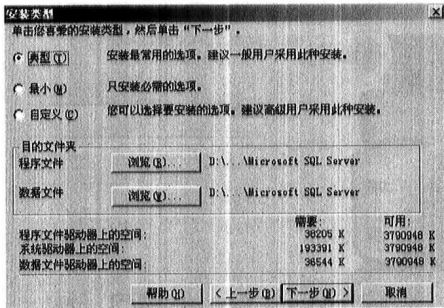 安装类型
单击您喜爱的安装类型，然后单击“下一步”。
典型(T) 安装最常用的选项。建议一般用户采用此种安装。
最小(M) 只安装必需的选项。
自定义(C) 您可以选择要安装的选项。建议高级用户采用此种安装。
目的文件夹
程序文件 浏览(R)... D:\...\Microsoft SQL Server
数据文件 浏览(W)... D:\...\Microsoft SQL Server
需要: 可用:
程序文件驱动器上的空间: 38205 K 3790948 K
系统驱动器上的空间: 193391 K 3790948 K
数据文件驱动器上的空间: 36544 K 3790948 K
帮助(H) <上一步(B) 下一步(N)> 取消